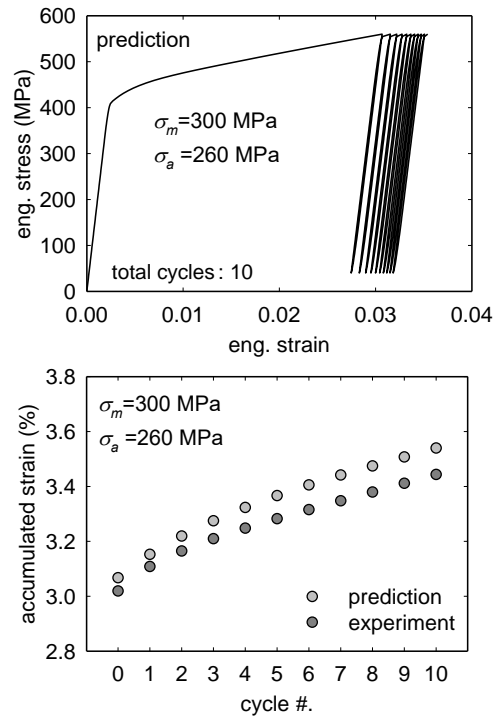 600
prediction
500
eng. stress (MPa)
400
σm=300 MPa
300
σa=260 MPa
200
100
total cycles: 10
0
0.00 0.01 0.02 0.03 0.04
eng. strain
3.8
σm=300 MPa
σa=260 MPa
3.6
accumulated strain (%)
3.4
3.2
3.0
prediction
experiment
2.8
0 1 2 3 4 5 6 7 8 9 10
cycle #.